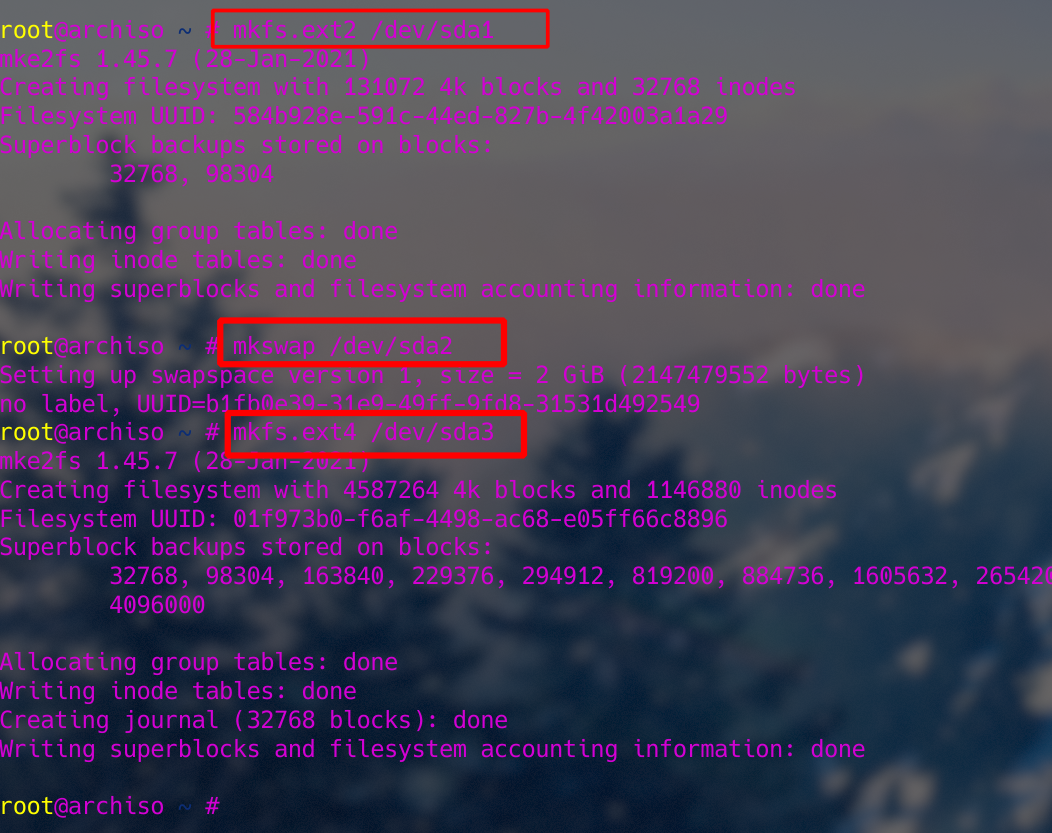 root@archiso ~ # mkfs.ext2 /dev/sda1
mke2fs 1.45.7 (28-Jan-2021)
Creating filesystem with 131072 4k blocks and 32768 inodes
Filesystem UUID: 584b928e-591c-44ed-827b-4f42003a1a29
Superblock backups stored on blocks:
32768, 98304
Allocating group tables: done
Writing inode tables: done
Writing superblocks and filesystem accounting information: done
root@archiso ~ # mkswap /dev/sda2
Setting up swapspace version 1, size = 2 GiB (2147479552 bytes)
no label, UUID=b1fb0e39-31e9-49ff-9fd8-31531d492549
root@archiso ~ # mkfs.ext4 /dev/sda3
mke2fs 1.45.7 (28-Jan-2021)
Creating filesystem with 4587264 4k blocks and 1146880 inodes
Filesystem UUID: 01f973b0-f6af-4498-ac68-e05ff66c8896
Superblock backups stored on blocks:
32768, 98304, 163840, 229376, 294912, 819200, 884736, 1605632, 265420
4096000
Allocating group tables: done
Writing inode tables: done
Creating journal (32768 blocks): done
Writing superblocks and filesystem accounting information: done
root@archiso ~ #